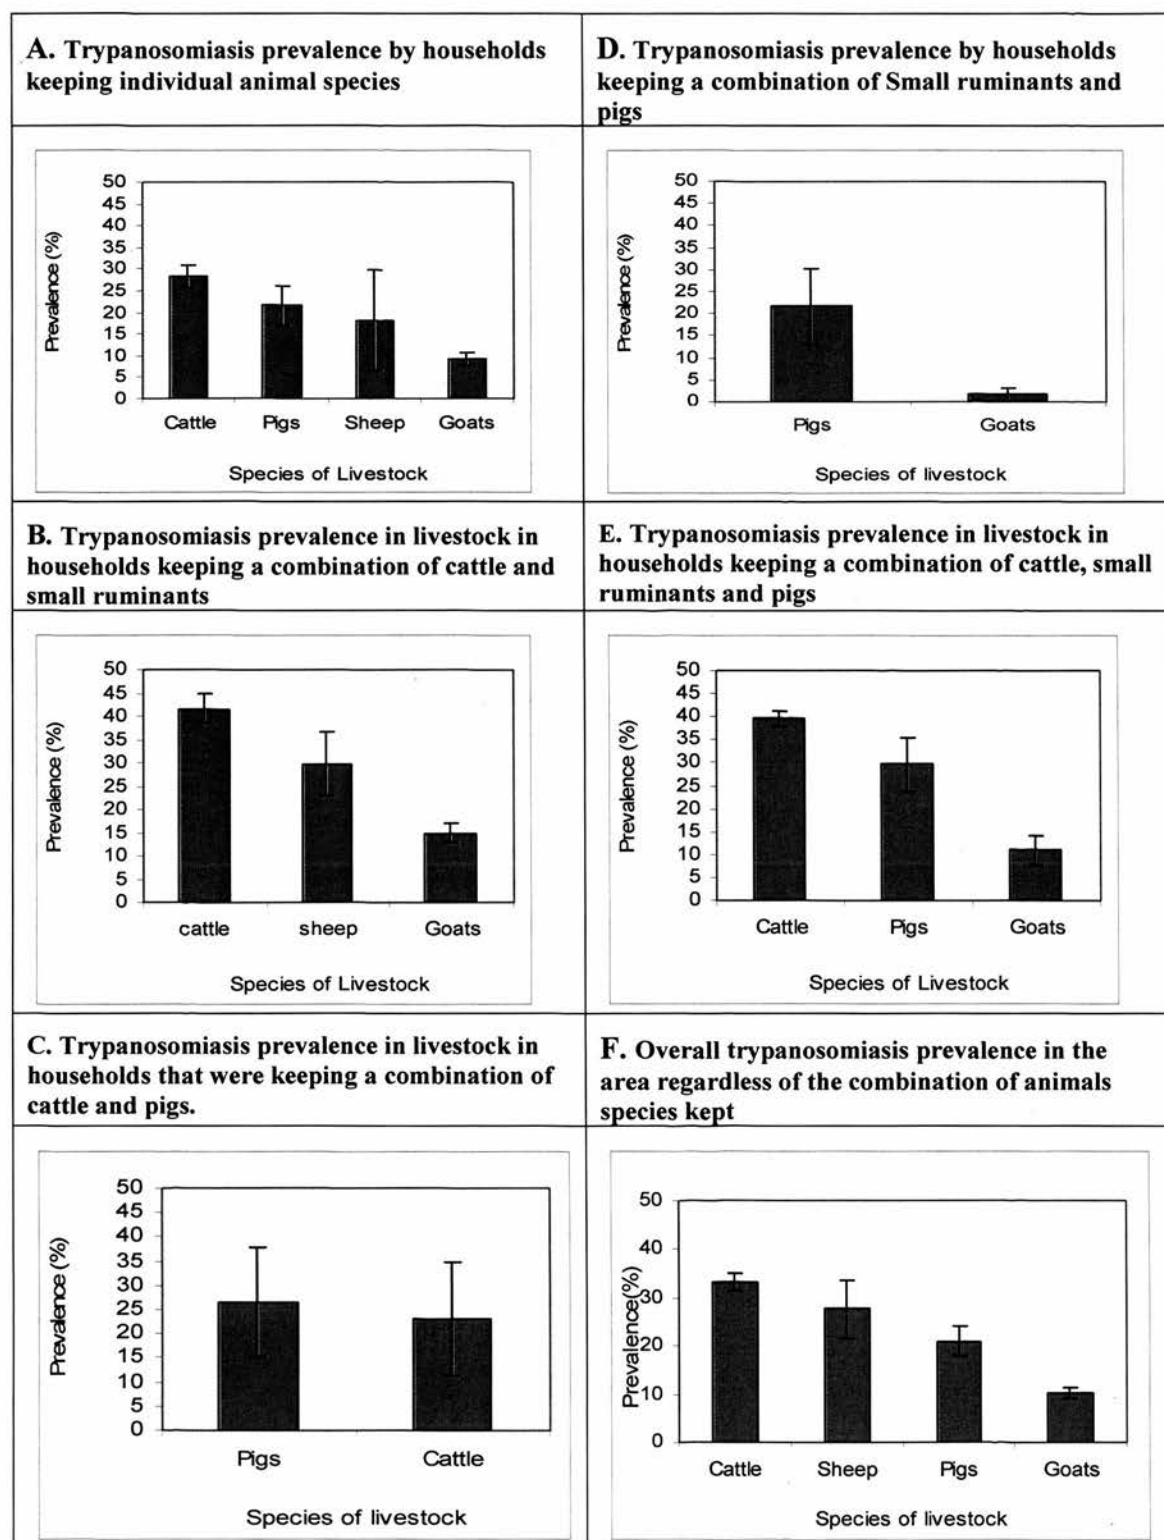 A. Trypanosomiasis prevalence by households
keeping individual animal species
Prevalence (%)
50
45
40
35
30
25
20
15
10
5
0
Cattle Pigs Sheep Goats
Species of Livestock
D. Trypanosomiasis prevalence by households
keeping a combination of Small ruminants and
pigs
Prevalence (%)
50
45
40
35
30
25
20
15
10
5
0
Pigs Goats
Species of livestock
B. Trypanosomiasis prevalence in livestock in
households keeping a combination of cattle and
small ruminants
Prevalence (%)
50
45
40
35
30
25
20
15
10
5
0
cattle sheep Goats
Species of Livestock
E. Trypanosomiasis prevalence in livestock in
households keeping a combination of cattle, small
ruminants and pigs
Prevalence (%)
50
45
40
35
30
25
20
15
10
5
0
Cattle Pigs Goats
Species of Livestock
C. Trypanosomiasis prevalence in livestock in
households that were keeping a combination of
cattle and pigs.
Prevalence (%)
50
45
40
35
30
25
20
15
10
5
0
Pigs Cattle
Species of livestock
F. Overall trypanosomiasis prevalence in the
area regardless of the combination of animals
species kept
Prevalence(%)
50
40
30
20
10
0
Cattle Sheep Pigs Goats
Species of livestock